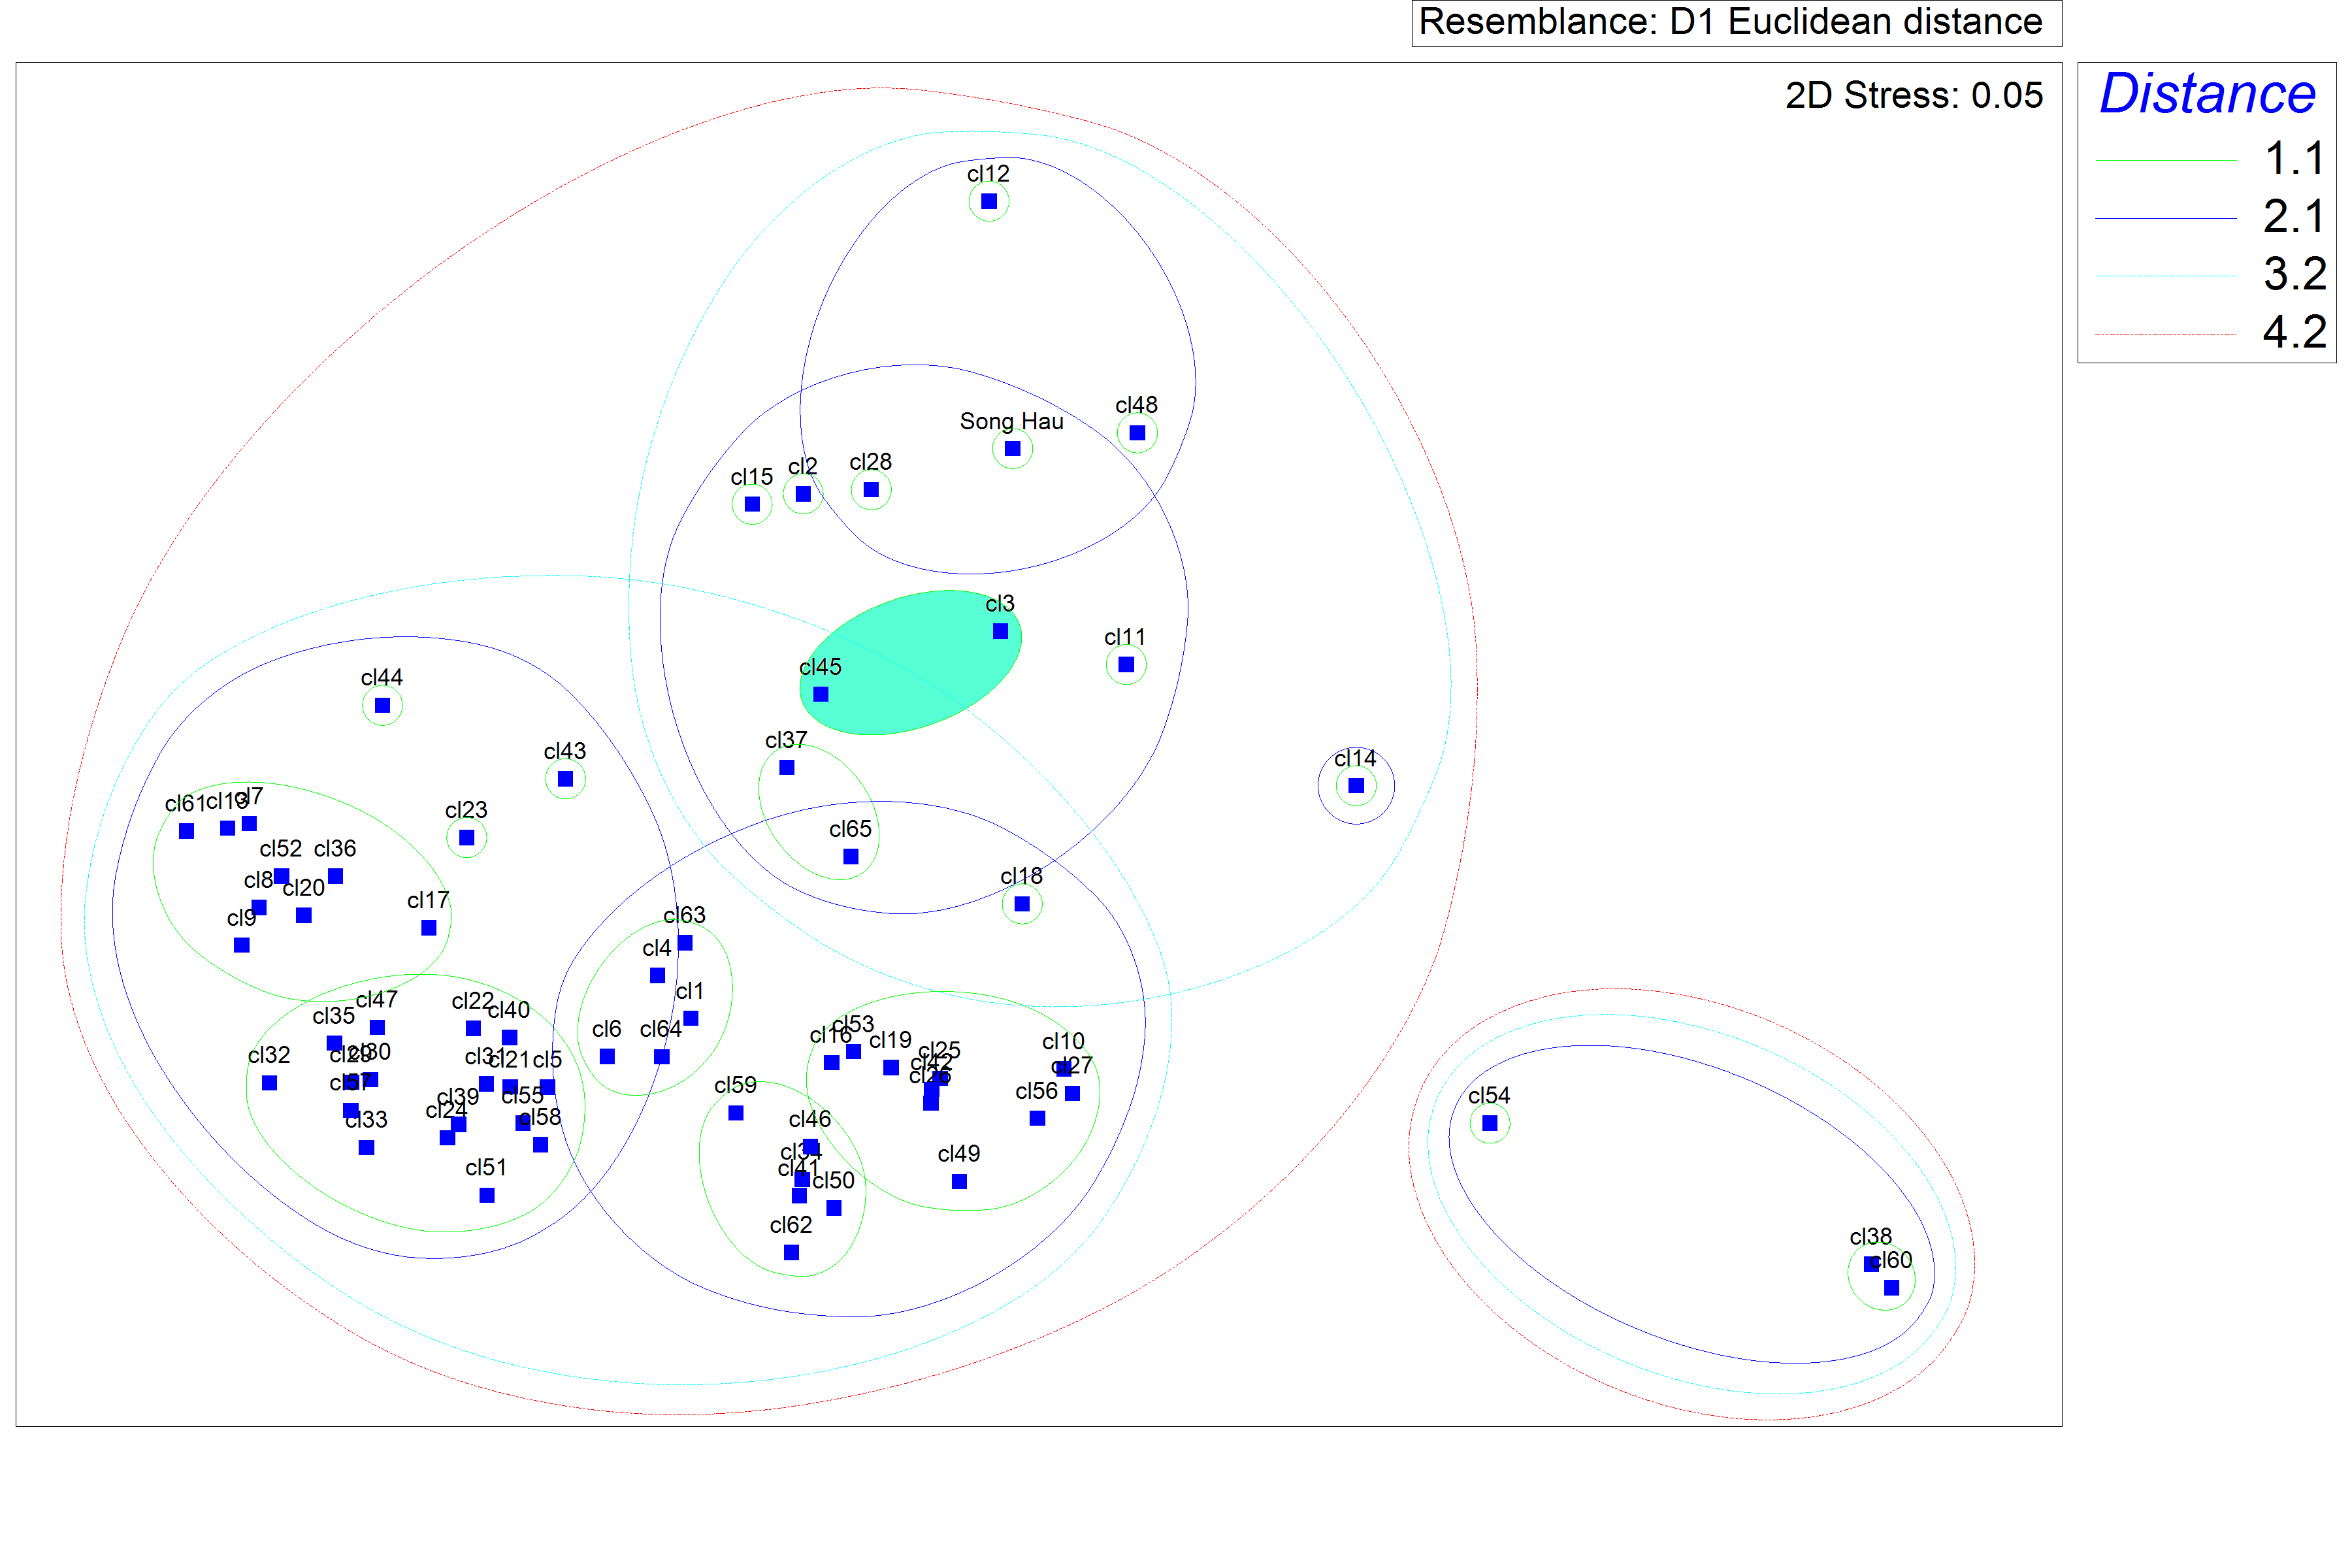 Resemblance: D1 Euclidean distance
2D Stress: 0.05
Distance
1.1
2.1
3.2
4.2
cl12
cl48
Song Hau
cl28
cl2
cl15
cl3
cl11
cl45
cl44
cl37
cl43
cl14
cl61
cl13
cl7
cl23
cl65
cl52
cl36
cl8
cl20
cl18
cl17
cl9
cl63
cl4
cl1
cl47
cl22
cl40
cl35
cl6
cl64
cl53
cl16
cl19
cl10
cl32
cl29
cl30
cl31
cl21
cl5
cl25
cl42
cl26
cl27
cl57
cl39
cl55
cl59
cl56
cl54
cl33
cl24
cl58
cl46
cl34
cl41
cl49
cl51
cl50
cl62
cl38
cl60